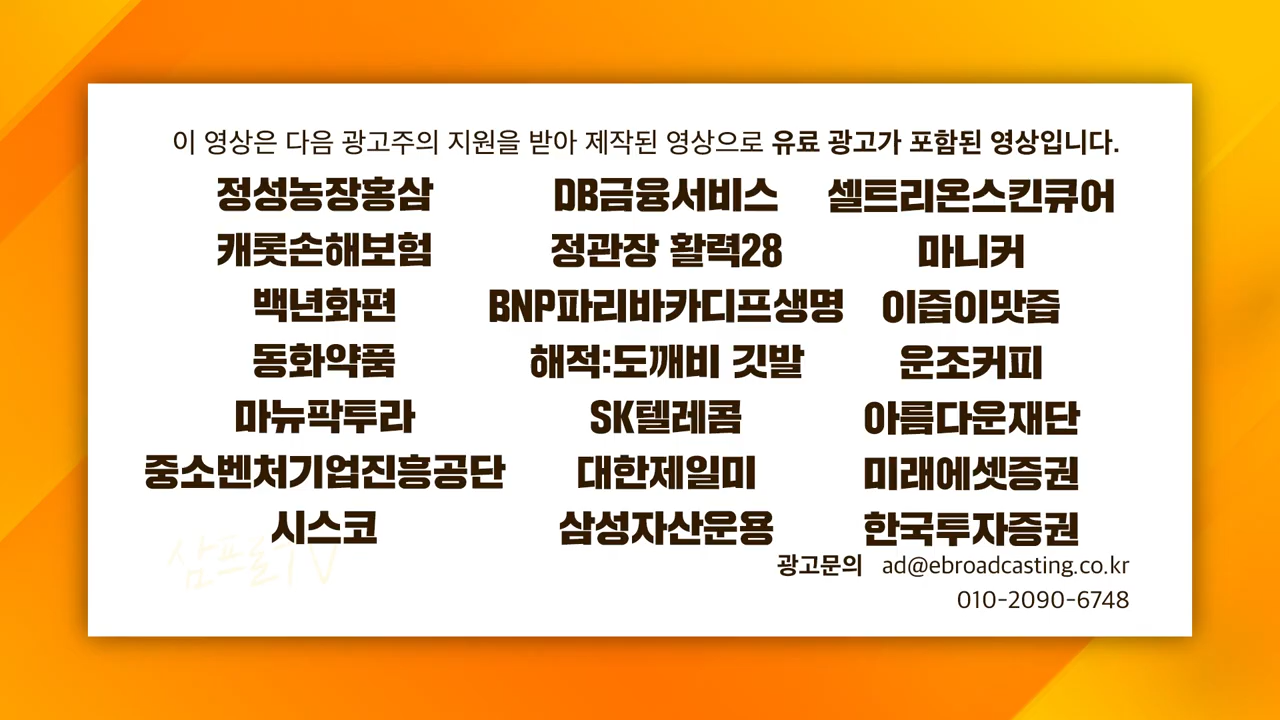 이 영상은 다음 광고주의 지원을 받아 제작된 영상으로 유료 광고가 포함된 영상입니다.
정성농장홍삼 DB금융서비스 셀트리온스킨큐어
캐롯손해보험 정관장 활력28 마니커
백년화편 BNP파리바카디프생명 이즙이맛즙
동화약품 해적:도깨비 깃발 운조커피
마뉴팍투라 SK텔레콤 아름다운재단
중소벤처기업진흥공단 대한제일미 미래에셋증권
시스코 삼성자산운용 한국투자증권
삼프로TV
광고문의 ad@ebroadcasting.co.kr
010-2090-6748